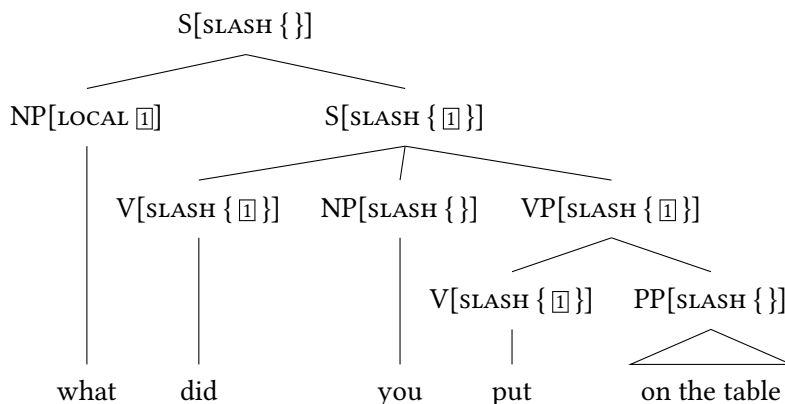 S[SLASH { }]
NP[LOCAL 1] S[SLASH { 1 }]
V[SLASH { 1 }] NP[SLASH { }] VP[SLASH { 1 }]
V[SLASH { 1 }] PP[SLASH { }]
what did you put on the table